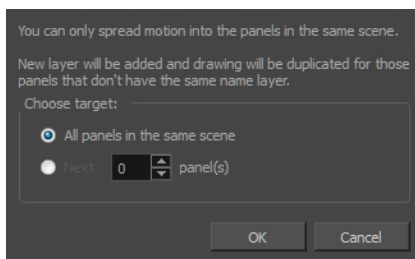 You can only spread motion into the panels in the same scene.
New layer will be added and drawing will be duplicated for those
panels that don't have the same name layer.
Choose target:
All panels in the same scene
Next 0 panel(s)
OK Cancel